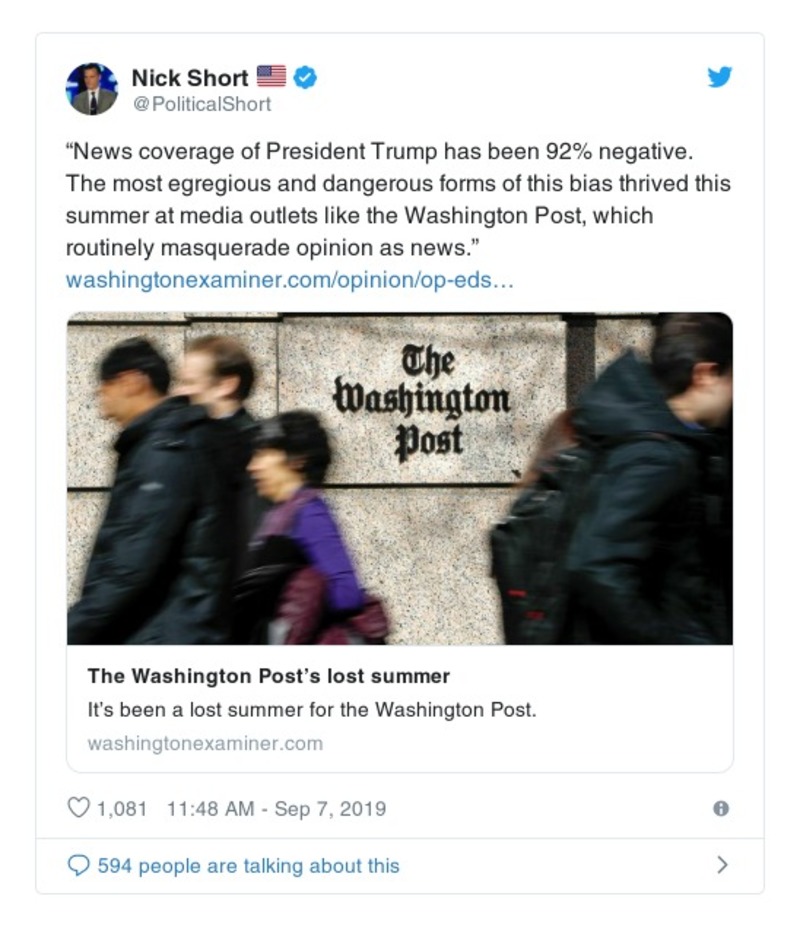 Nick Short
@PoliticalShort
“News coverage of President Trump has been 92% negative.
The most egregious and dangerous forms of this bias thrived this
summer at media outlets like the Washington Post, which
routinely masquerade opinion as news.”
washingtonexaminer.com/opinion/op-eds…
The
Washington
Post
The Washington Post’s lost summer
It’s been a lost summer for the Washington Post.
washingtonexaminer.com
1,081 11:48 AM - Sep 7, 2019
594 people are talking about this